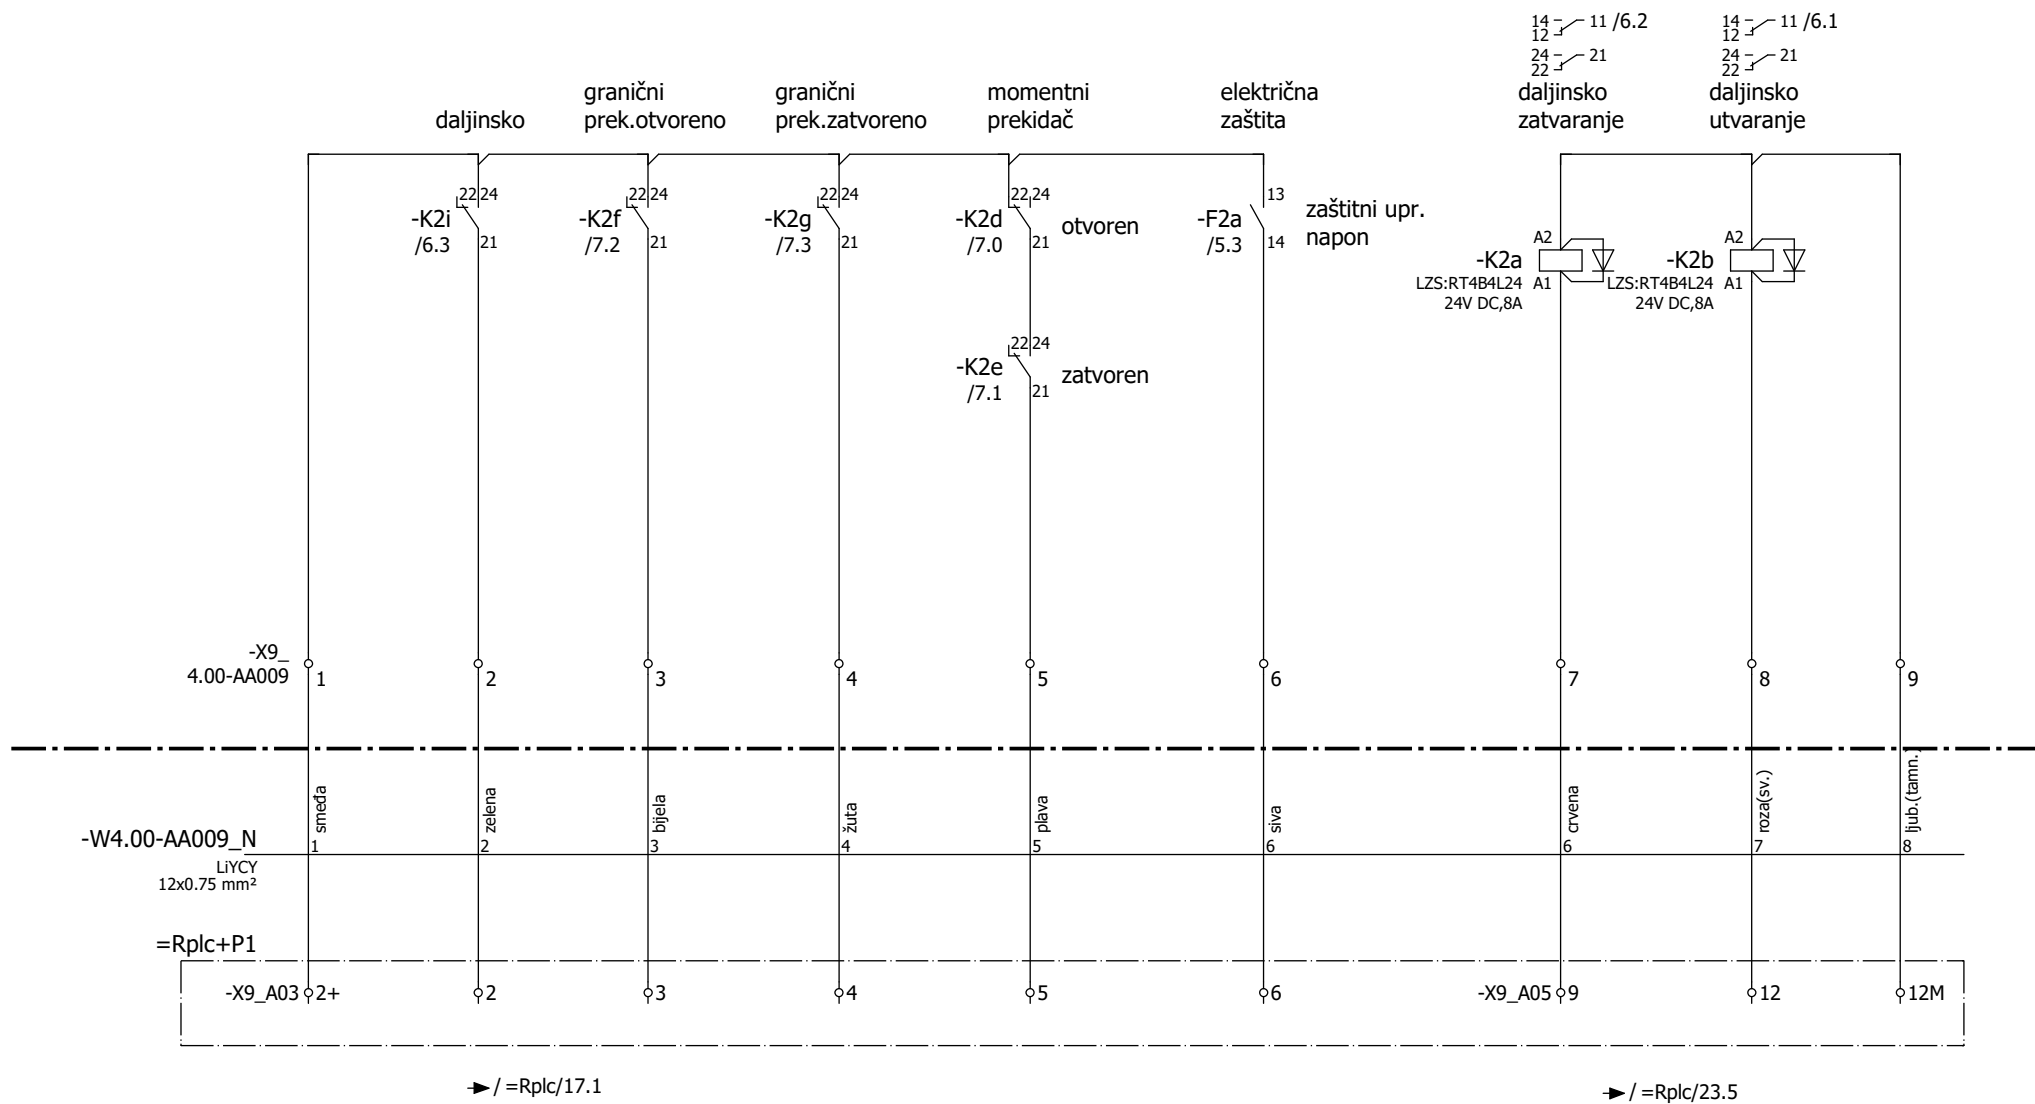 14 11 /6.2
12
24 21
22
14 11 /6.1
12
24 21
22
daljinsko
granični
prek.otvoreno
granični
prek.zatvoreno
momentni
prekidač
električna
zaštita
daljinsko
zatvaranje
daljinsko
utvaranje
-K2i
/6.3
22 24
21
-K2f
/7.2
22 24
21
-K2g
/7.3
22 24
21
-K2d
/7.0
22 24
21
otvoren
-F2a
/5.3
13
14
zaštitni upr.
napon
A2
-K2a
LZS:RT4B4L24 A1
24V DC,8A
A2
-K2b
LZS:RT4B4L24 A1
24V DC,8A
-K2e
/7.1
22 24
21
zatvoren
-X9_
4.00-AA009
1 2 3 4 5 6 7 8 9
smeđa
zelena
bijela
žuta
plava
siva
crvena
roza(sv.)
ljub.(tamn.)
-W4.00-AA009_N
1 2 3 4 5 6 6 7 8
LiYCY
12x0.75 mm²
=Rplc+P1
-X9_A03 2+ 2 3 4 5 6 -X9_A05 9 12 12M
/ =Rplc/17.1
/ =Rplc/23.5